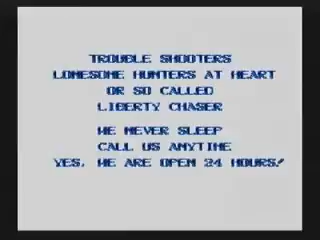 TROUBLE SHOOTERS
LONESOME HUNTERS AT HEART
OR SO CALLED
LIBERTY CHASER
WE NEVER SLEEP
CALL US ANYTIME
YES, WE ARE OPEN 24 HOURS!